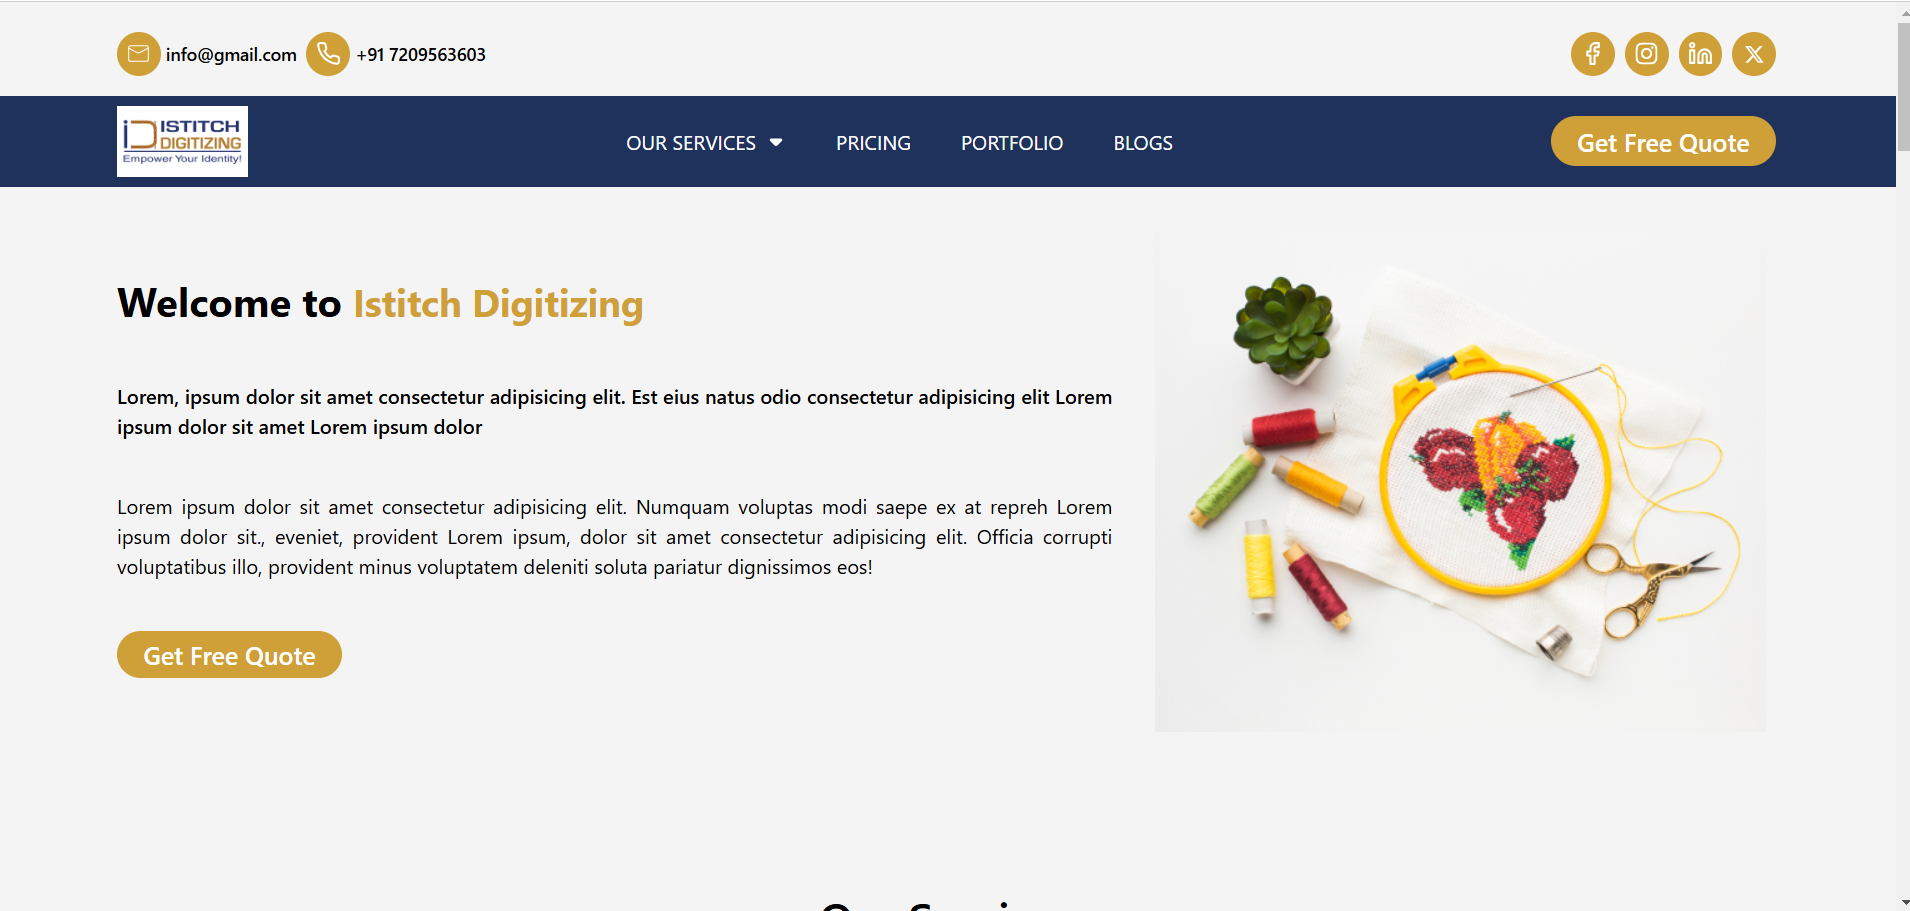 info@gmail.com +91 7209563603
ISTITCH
DIGITIZING
Empower Your Identity!
OUR SERVICES PRICING PORTFOLIO BLOGS
Get Free Quote
Welcome to Istitch Digitizing
Lorem, ipsum dolor sit amet consectetur adipisicing elit. Est eius natus odio consectetur adipisicing elit Lorem
ipsum dolor sit amet Lorem ipsum dolor
Lorem ipsum dolor sit amet consectetur adipisicing elit. Numquam voluptas modi saepe ex at repreh Lorem
ipsum dolor sit., eveniet, provident Lorem ipsum, dolor sit amet consectetur adipisicing elit. Officia corrupti
voluptatibus illo, provident minus voluptatem deleniti soluta pariatur dignissimos eos!
Get Free Quote